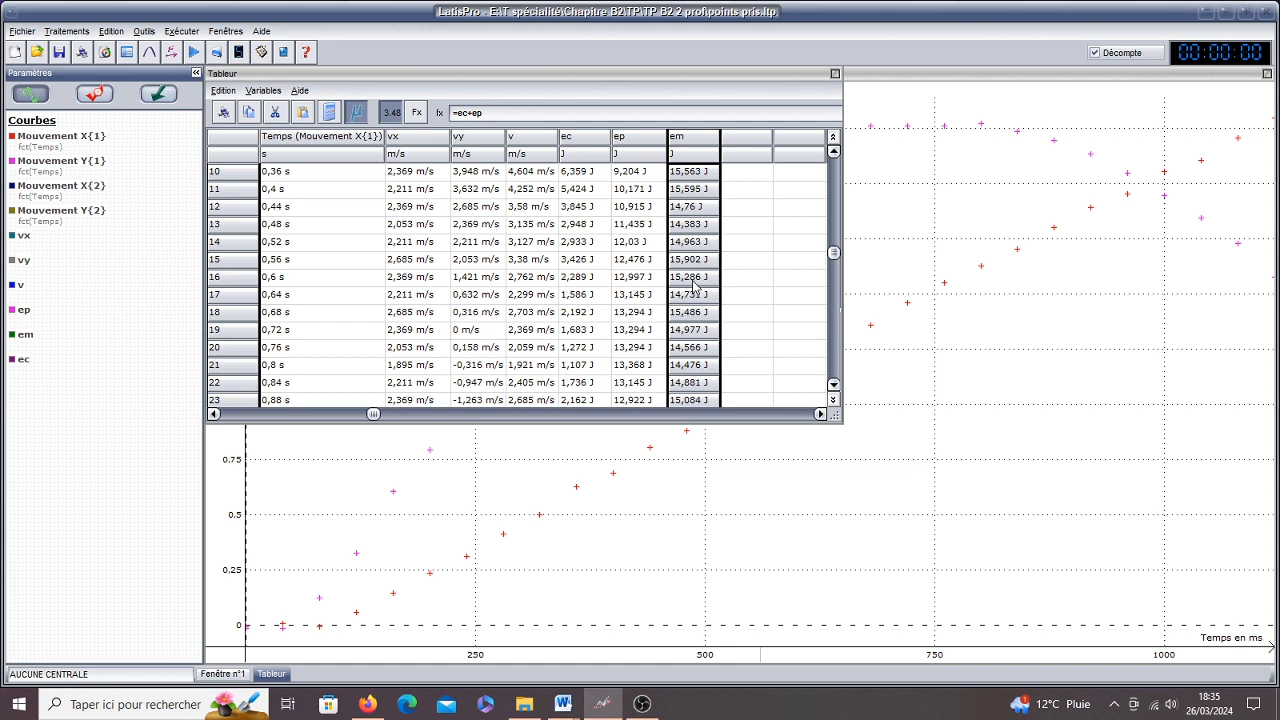 LatisPro - E:\T spécialité\Chapitre B2\TP\TP B2 2 prof\points pris.ltp
Fichier Traitements Edition Outils Exécuter Fenêtres Aide
Décompte 00:00:00
Paramètres
Courbes
Mouvement X{1}
fct(Temps)
Mouvement Y{1}
fct(Temps)
Mouvement X{2}
fct(Temps)
Mouvement Y{2}
fct(Temps)
vx
vy
v
ep
em
ec
Tableur
Edition Variables Aide
3.48 Fx =ec+ep
Temps (Mouvement X{1}) vx vy v ec ep em
s m/s m/s m/s J J J
10 0,36 s 2,369 m/s 3,948 m/s 4,604 m/s 6,359 J 9,204 J 15,563 J
11 0,4 s 2,211 m/s 3,632 m/s 4,252 m/s 5,424 J 10,171 J 15,595 J
12 0,44 s 2,369 m/s 2,685 m/s 3,58 m/s 3,845 J 10,915 J 14,76 J
13 0,48 s 2,053 m/s 2,369 m/s 3,135 m/s 2,948 J 11,435 J 14,383 J
14 0,52 s 2,211 m/s 2,211 m/s 3,127 m/s 2,933 J 12,03 J 14,963 J
15 0,56 s 2,685 m/s 2,053 m/s 3,38 m/s 3,426 J 12,476 J 15,902 J
16 0,6 s 2,369 m/s 1,421 m/s 2,762 m/s 2,289 J 12,997 J 15,286 J
17 0,64 s 2,211 m/s 0,632 m/s 2,299 m/s 1,586 J 13,145 J 14,731 J
18 0,68 s 2,685 m/s 0,316 m/s 2,703 m/s 2,192 J 13,294 J 15,486 J
19 0,72 s 2,369 m/s 0 m/s 2,369 m/s 1,683 J 13,294 J 14,977 J
20 0,76 s 2,053 m/s 0,158 m/s 2,059 m/s 1,272 J 13,294 J 14,566 J
21 0,8 s 1,895 m/s -0,316 m/s 1,921 m/s 1,107 J 13,368 J 14,476 J
22 0,84 s 2,211 m/s -0,947 m/s 2,405 m/s 1,736 J 13,145 J 14,881 J
23 0,88 s 2,369 m/s -1,263 m/s 2,685 m/s 2,162 J 12,922 J 15,084 J
0,75
0,5
0,25
0
Temps en ms
250 500 750 1000
AUCUNE CENTRALE Fenêtre n°1 Tableur
Taper ici pour rechercher
12°C Pluie
18:35
26/03/2024